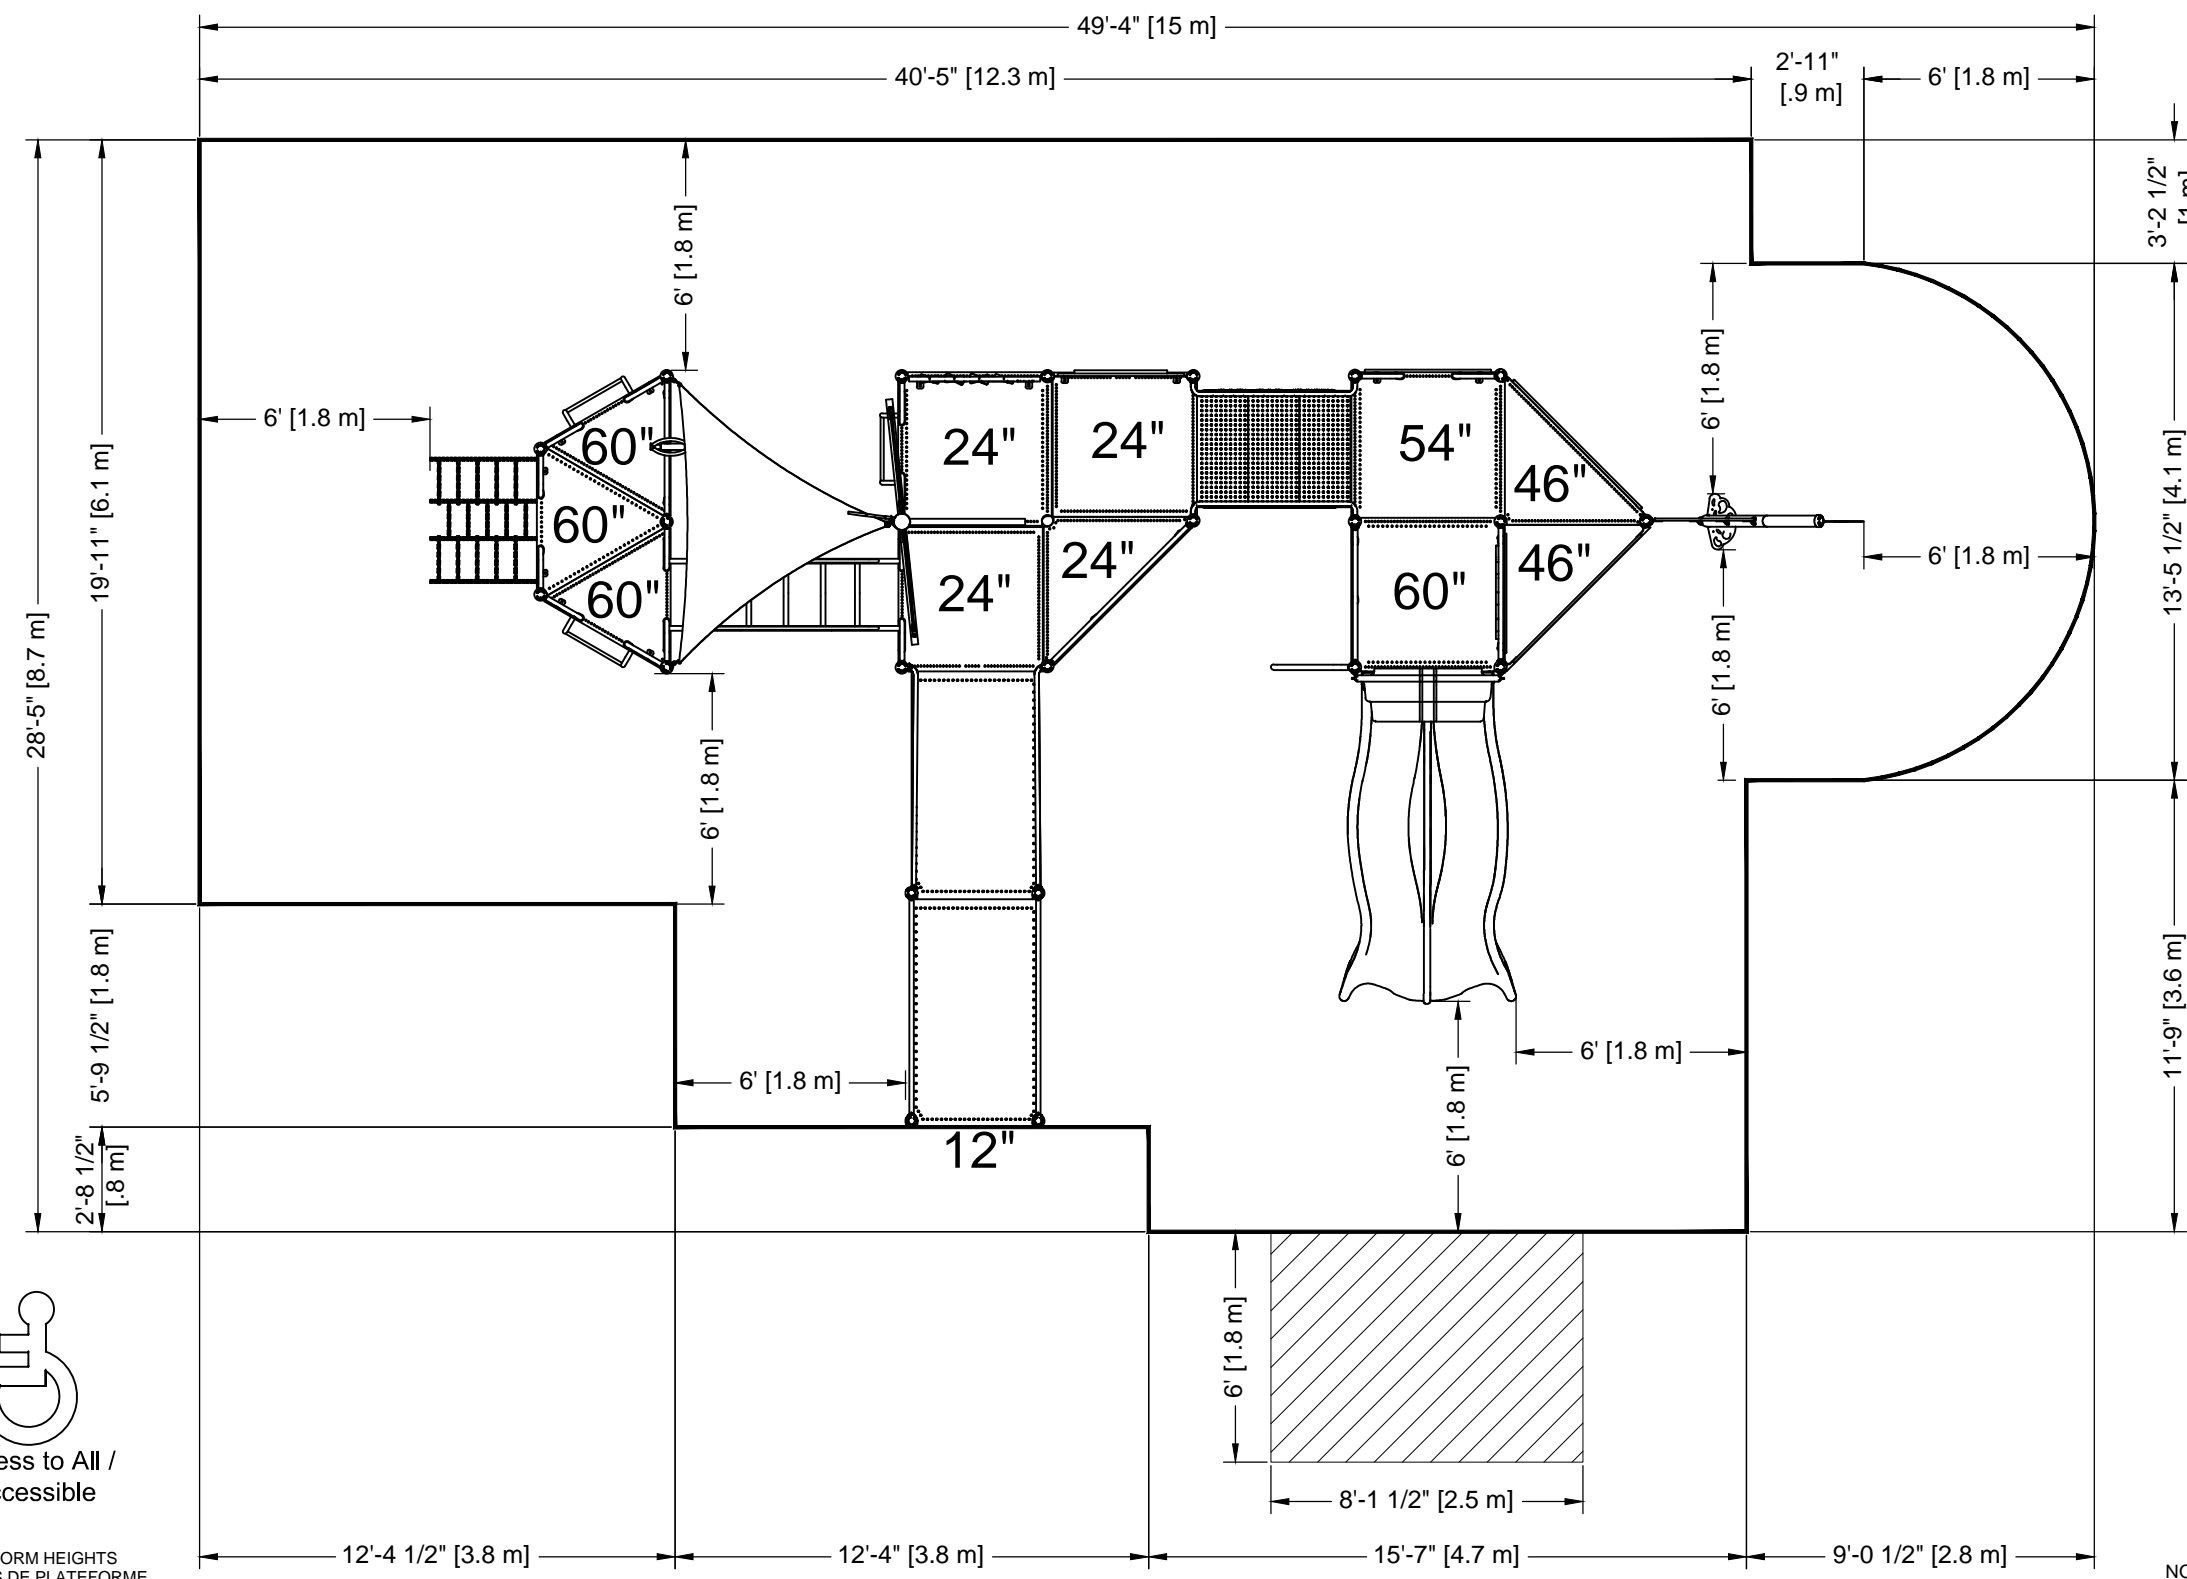 49'-4" [15 m]
40'-5" [12.3 m]
2'-11"
[.9 m]
6' [1.8 m]
3'-2 1/2"
[1 m]
6' [1.8 m]
6' [1.8 m]
6' [1.8 m]
19'-11" [6.1 m]
28'-5" [8.7 m]
60"
60"
60"
24"
24"
24"
24"
54"
46"
60"
46"
6' [1.8 m]
6' [1.8 m]
13'-5 1/2" [4.1 m]
6' [1.8 m]
5'-9 1/2" [1.8 m]
2'-8 1/2"
[.8 m]
6' [1.8 m]
12"
6' [1.8 m]
6' [1.8 m]
11'-9" [3.6 m]
6' [1.8 m]
8'-1 1/2" [2.5 m]
to All /
12'-4 1/2" [3.8 m]
12'-4" [3.8 m]
15'-7" [4.7 m]
9'-0 1/2" [2.8 m]
HEIGHTS
DE PLATEFORME